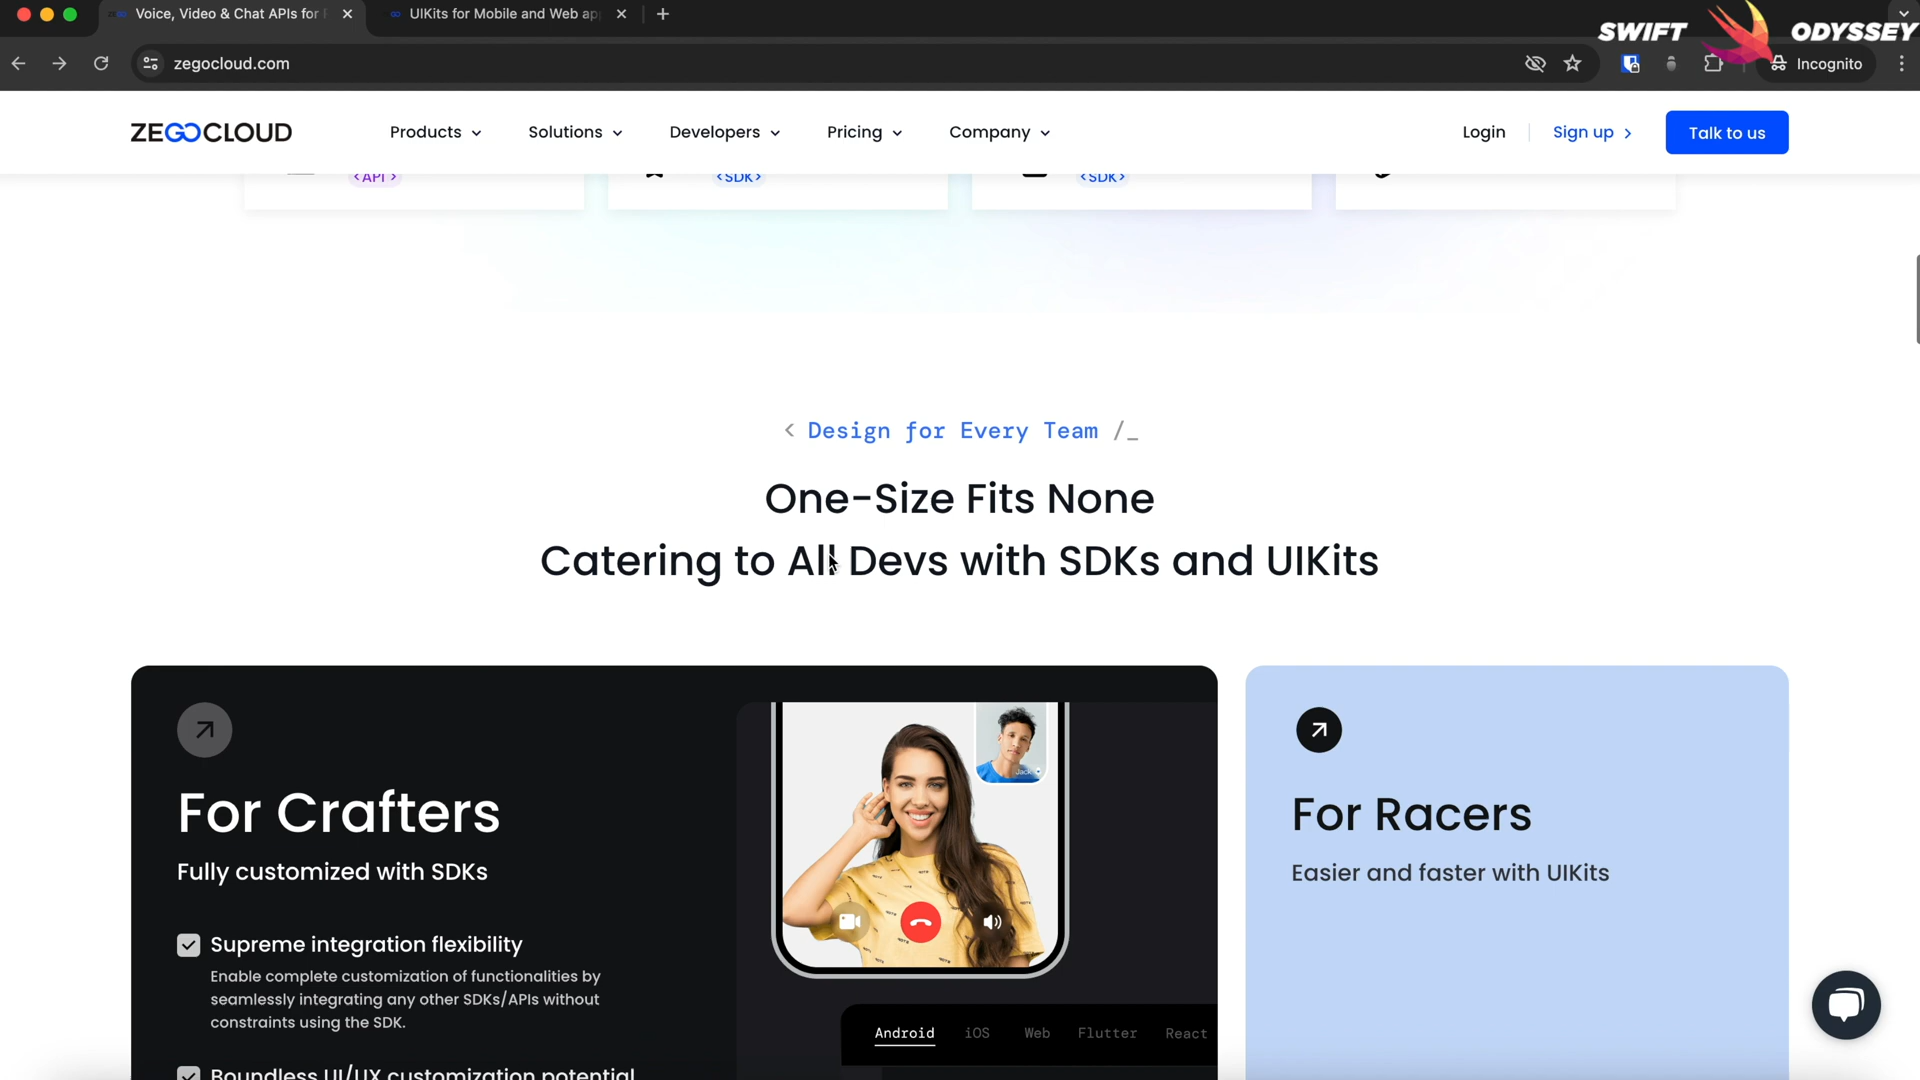 Voice, Video & Chat APIs for
UIKits for Mobile and Web ap
SWIFT ODYSSEY
zegocloud.com
Incognito
ZEGOCLOUD
Products
Solutions
Developers
Pricing
Company
Login
Sign up
Talk to us
<API>
<SDK>
<SDK>
< Design for Every Team /_
One-Size Fits None
Catering to All Devs with SDKs and UIKits
For Crafters
Fully customized with SDKs
Supreme integration flexibility
Enable complete customization of functionalities by
seamlessly integrating any other SDKs/APIs without
constraints using the SDK.
Boundless UI/UX customization potential
Jack
Android iOS Web Flutter React
For Racers
Easier and faster with UIKits